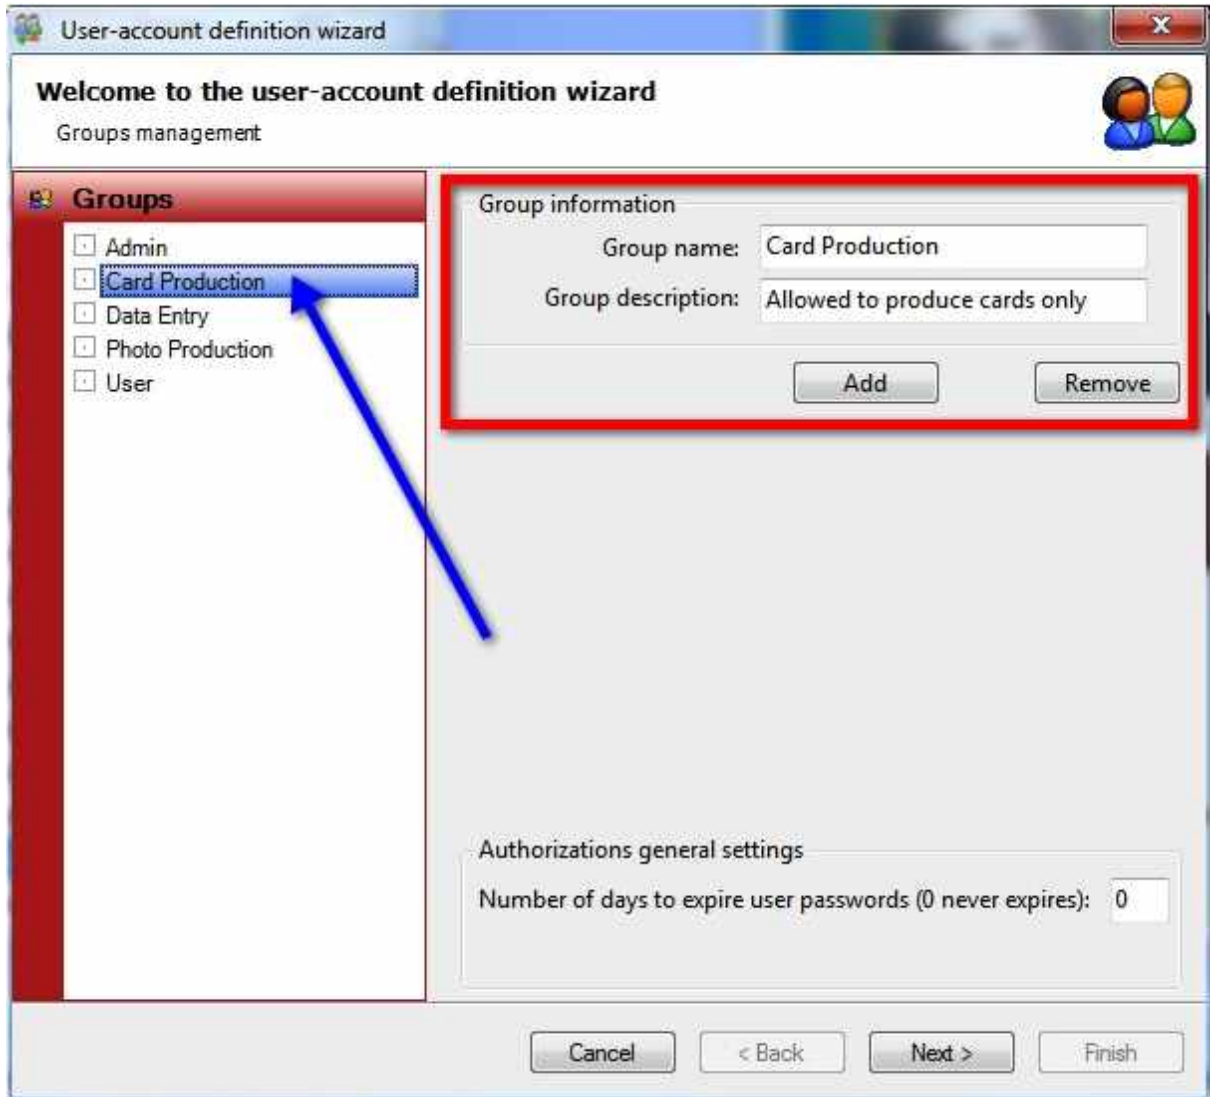 User-account definition wizard
Welcome to the user-account definition wizard
Groups management
Groups
Admin
Card Production
Data Entry
Photo Production
User
Group information
Group name: Card Production
Group description: Allowed to produce cards only
Add Remove
Authorizations general settings
Number of days to expire user passwords (0 never expires): 0
Cancel < Back Next > Finish